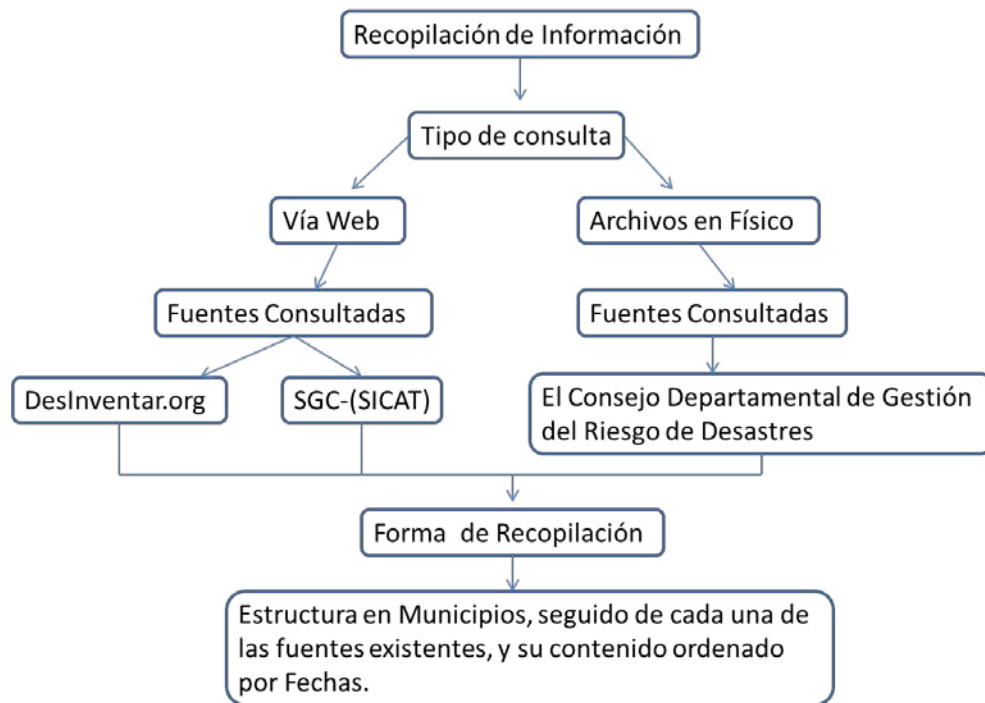 Recopilación de Información
Tipo de consulta
Vía Web
Archivos en Físico
Fuentes Consultadas
Fuentes Consultadas
DesInventar.org
SGC-(SICAT)
El Consejo Departamental de Gestión
del Riesgo de Desastres
Forma de Recopilación
Estructura en Municipios, seguido de cada una de
las fuentes existentes, y su contenido ordenado
por Fechas.